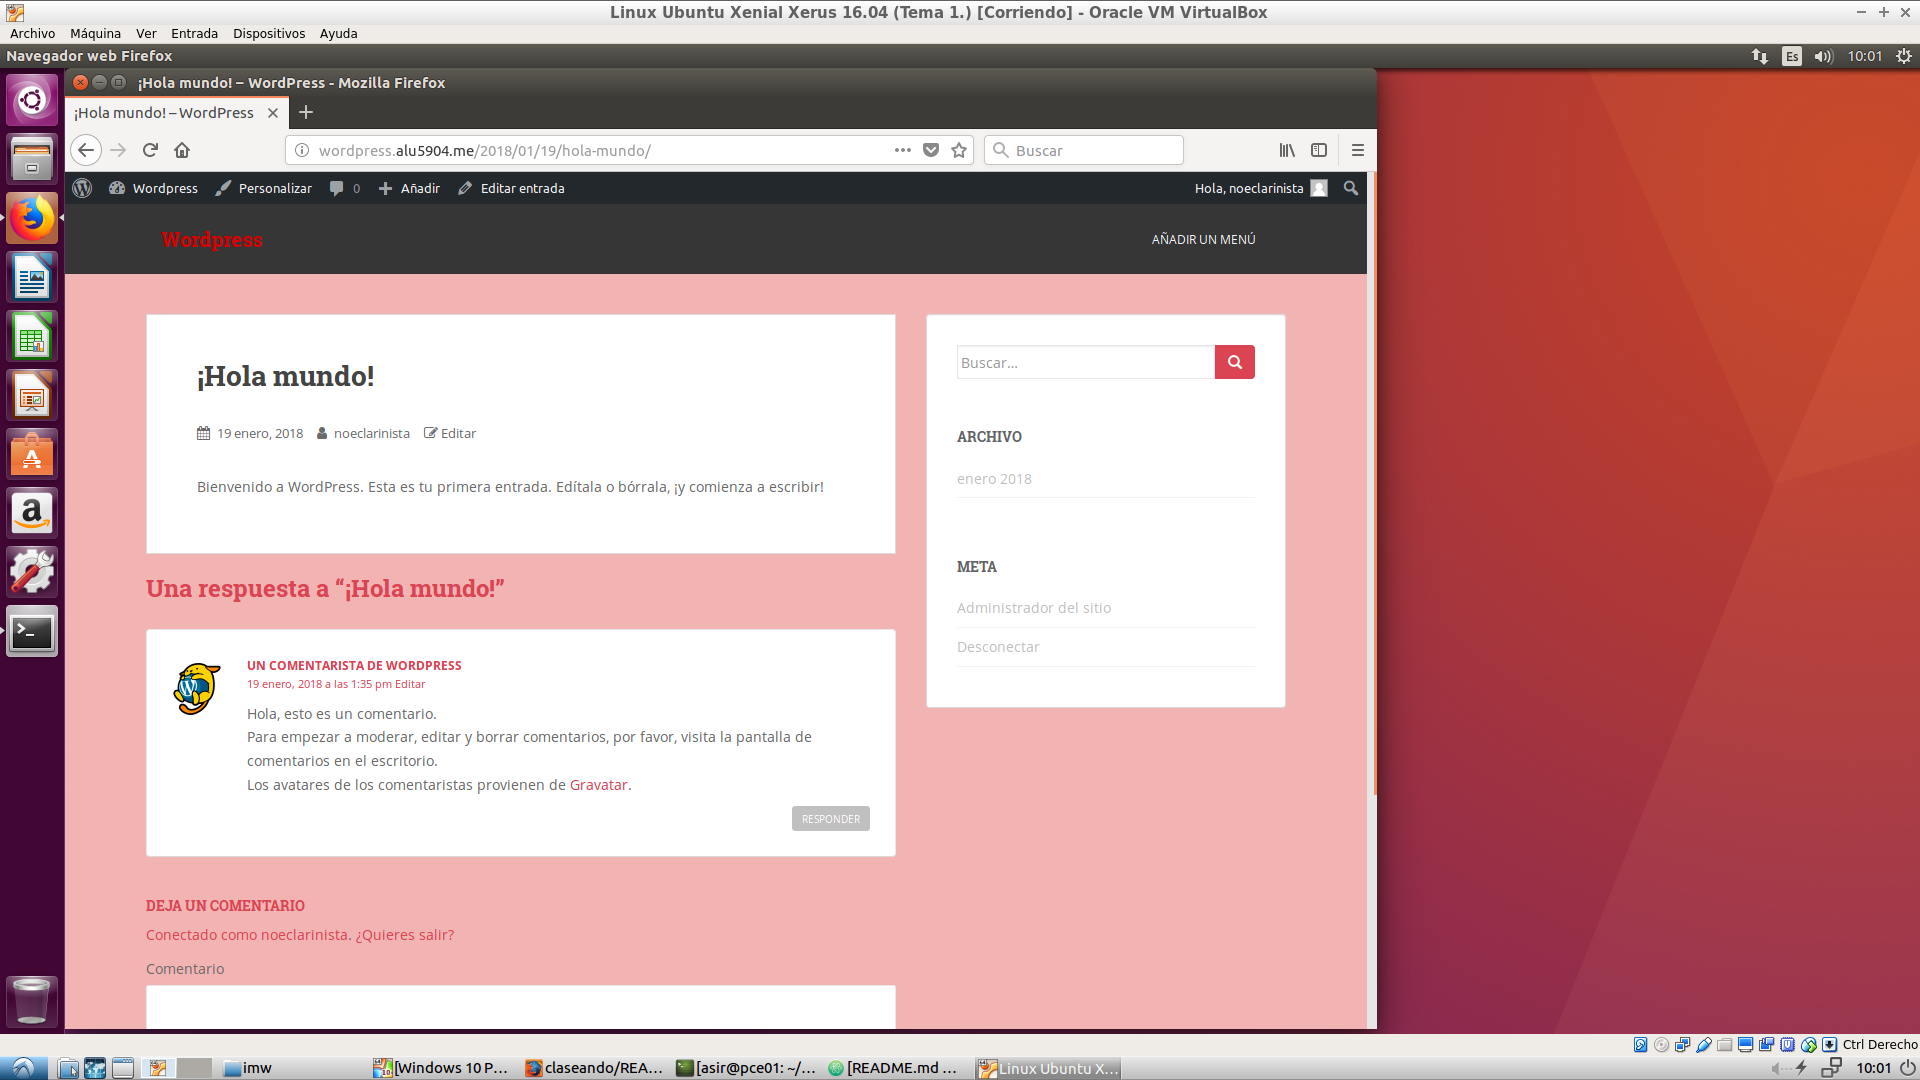 Linux Ubuntu Xenial Xerus 16.04 (Tema 1.) [Corriendo] - Oracle VM VirtualBox
Archivo Máquina Ver Entrada Dispositivos Ayuda
Navegador web Firefox Es 10:01
¡Hola mundo! – WordPress - Mozilla Firefox
¡Hola mundo! – WordPress
wordpress.alu5904.me/2018/01/19/hola-mundo/ Buscar
Wordpress Personalizar 0 Añadir Editar entrada Hola, noeclarinista
Wordpress AÑADIR UN MENÚ
¡Hola mundo!
19 enero, 2018 noeclarinista Editar
Bienvenido a WordPress. Esta es tu primera entrada. Edítala o bórrala, ¡y comienza a escribir!
Buscar...
ARCHIVO
enero 2018
META
Administrador del sitio
Desconectar
Una respuesta a “¡Hola mundo!”
UN COMENTARISTA DE WORDPRESS
19 enero, 2018 a las 1:35 pm Editar
Hola, esto es un comentario.
Para empezar a moderar, editar y borrar comentarios, por favor, visita la pantalla de
comentarios en el escritorio.
Los avatares de los comentaristas provienen de Gravatar.
RESPONDER
DEJA UN COMENTARIO
Conectado como noeclarinista. ¿Quieres salir?
Comentario
Ctrl Derecho
imw [Windows 10 P... claseando/REA... [asir@pce01: ~/... [README.md ... Linux Ubuntu X... 10:01